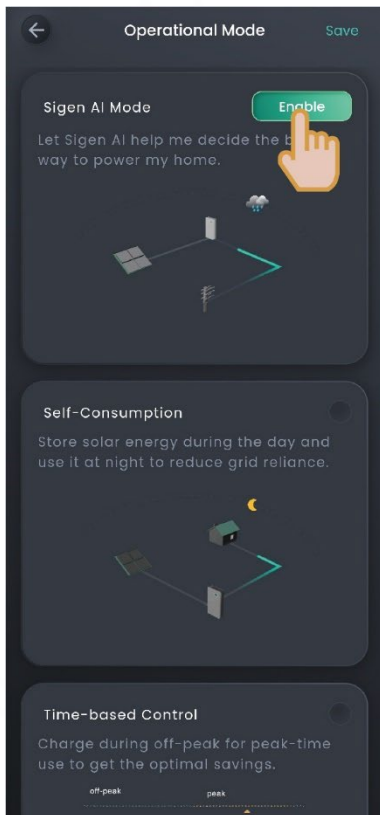 Operational Mode Save
Sigen AI Mode Enable
Let Sigen AI help me decide the
way to power my home.
Self-Consumption
Store solar energy during the day and
use it at night to reduce grid reliance.
Time-based Control
Charge during off-peak for peak-time
use to get the optimal savings.
off-peak peak